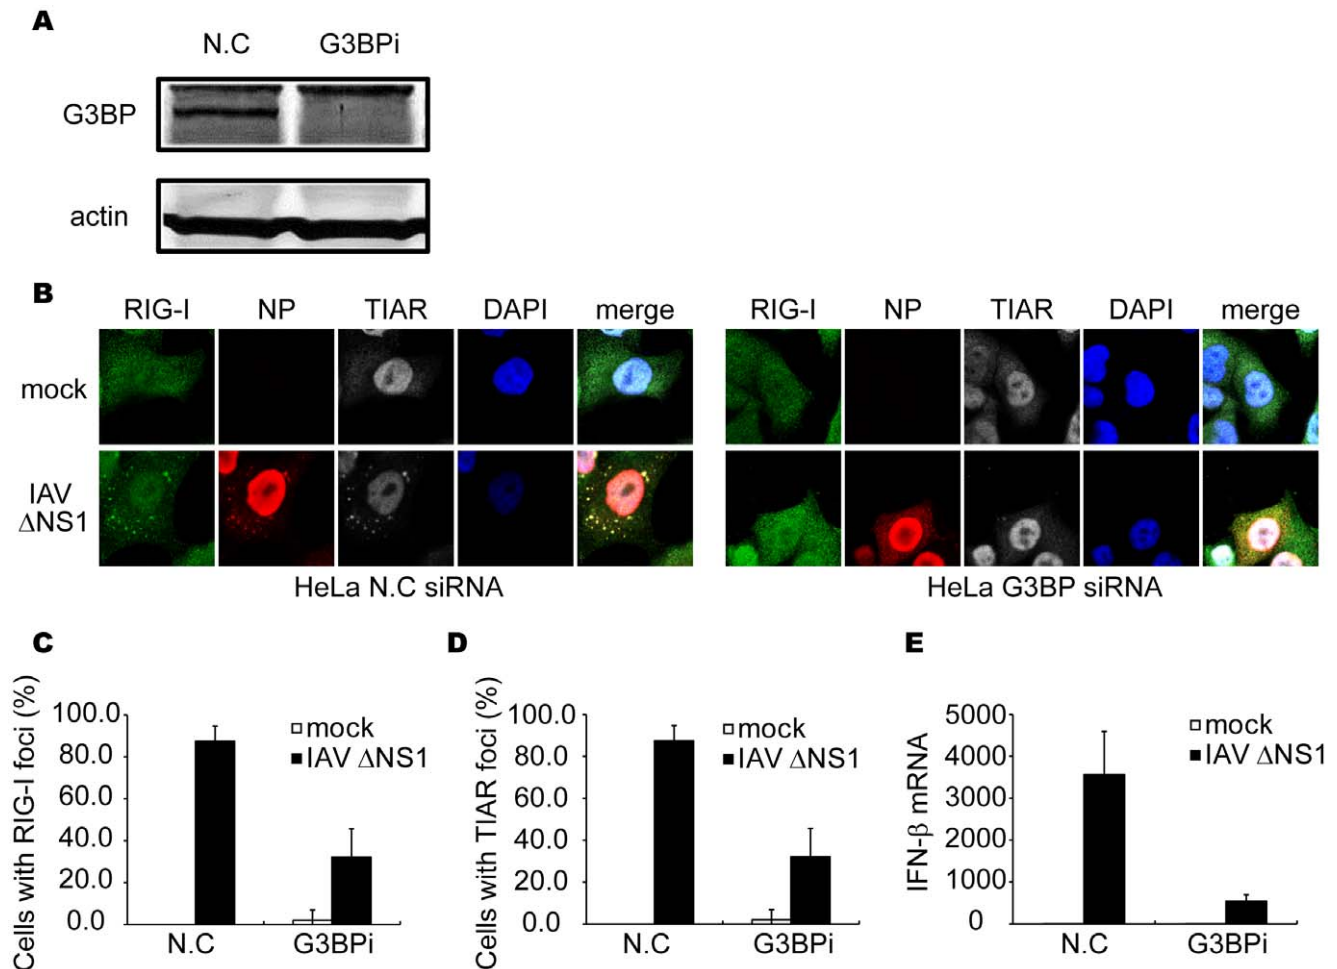 A
N.C G3BPi
G3BP
actin
B
RIG-I NP TIAR DAPI merge RIG-I NP TIAR DAPI merge
mock
IAV
ΔNS1
HeLa N.C siRNA HeLa G3BP siRNA
C
Cells with RIG-I foci (%)
100.0
80.0
60.0
40.0
20.0
0.0
mock
IAV ΔNS1
N.C G3BPi
D
Cells with TIAR foci (%)
100.0
80.0
60.0
40.0
20.0
0.0
mock
IAV ΔNS1
N.C G3BPi
E
IFN-β mRNA
5000
4000
3000
2000
1000
0
mock
IAV ΔNS1
N.C G3BPi